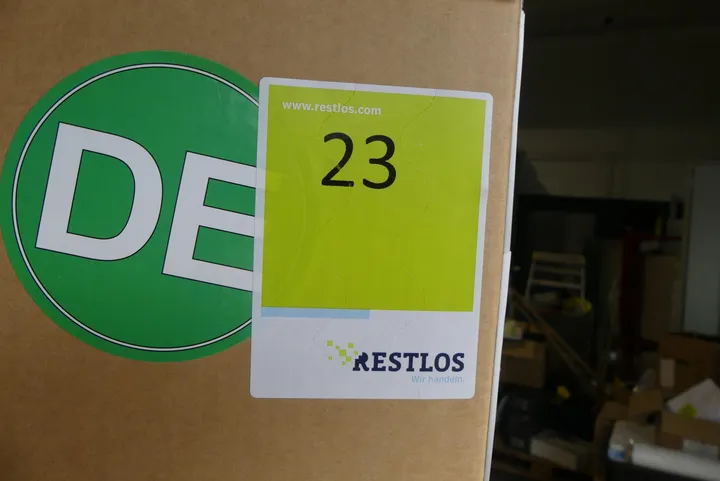 DE
www.restlos.com
23
RESTLOS
Wir handeln.